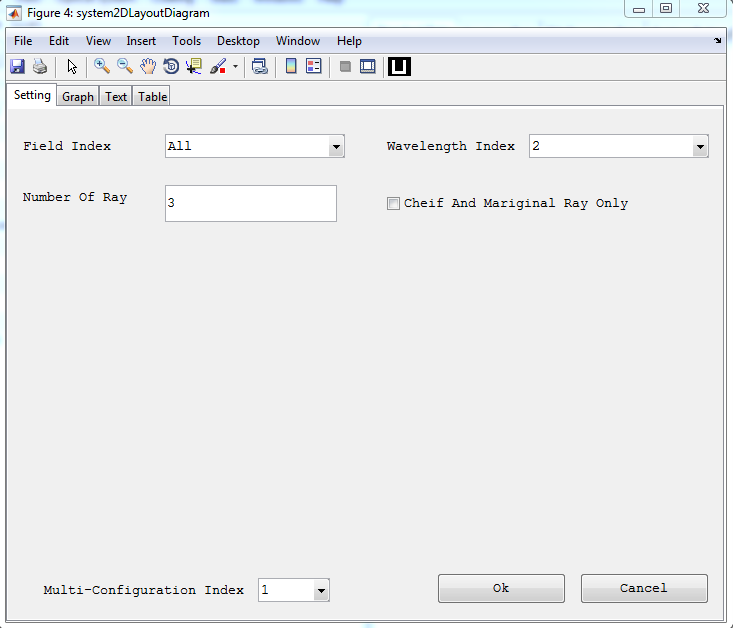 Figure 4: system2DLayoutDiagram
File Edit View Insert Tools Desktop Window Help
Setting Graph Text Table
Field Index All Wavelength Index 2
Number Of Ray 3 Cheif And Mariginal Ray Only
Multi-Configuration Index 1 Ok Cancel